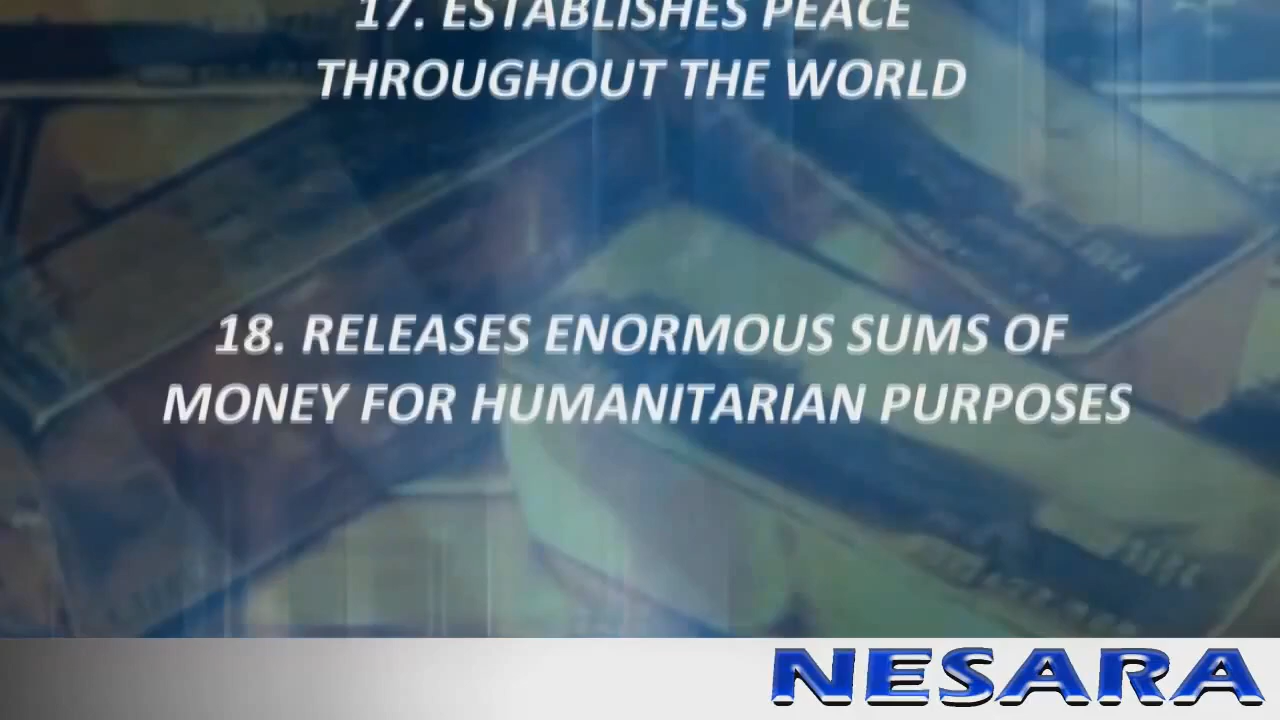 17. ESTABLISHES PEACE
THROUGHOUT THE WORLD
18. RELEASES ENORMOUS SUMS OF
MONEY FOR HUMANITARIAN PURPOSES
NESARA